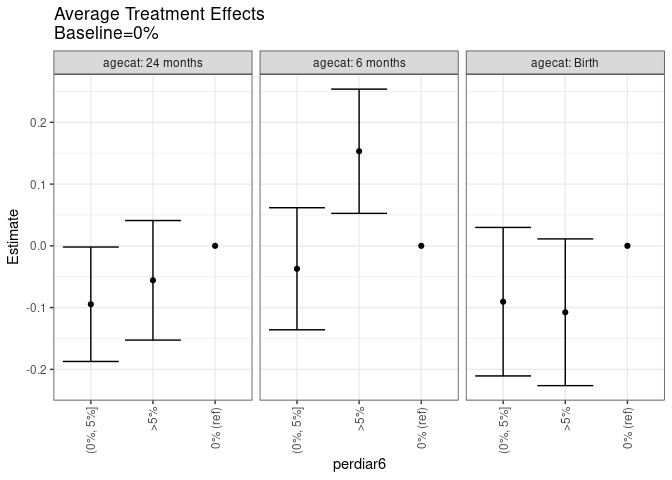 Average Treatment Effects
Baseline=0%
agecat: 24 months
agecat: 6 months
agecat: Birth
Estimate
0.2
0.1
0.0
-0.1
-0.2
(0%, 5%]
>5%
0% (ref)
(0%, 5%]
>5%
0% (ref)
(0%, 5%]
>5%
0% (ref)
perdiar6